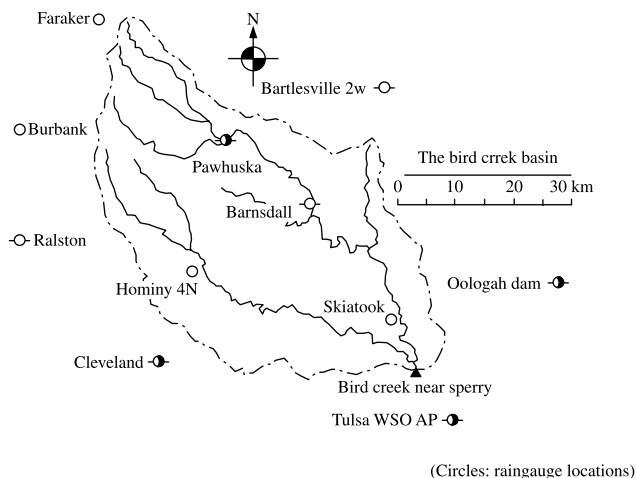 Faraker
N
Bartlesville 2w
Burbank
The bird crrek basin
Pawhuska
0 10 20 30 km
Barnsdall
Ralston
Oologah dam
Hominy 4N
Skiatook
Cleveland
Bird creek near sperry
Tulsa WSO AP
(Circles: raingauge locations)